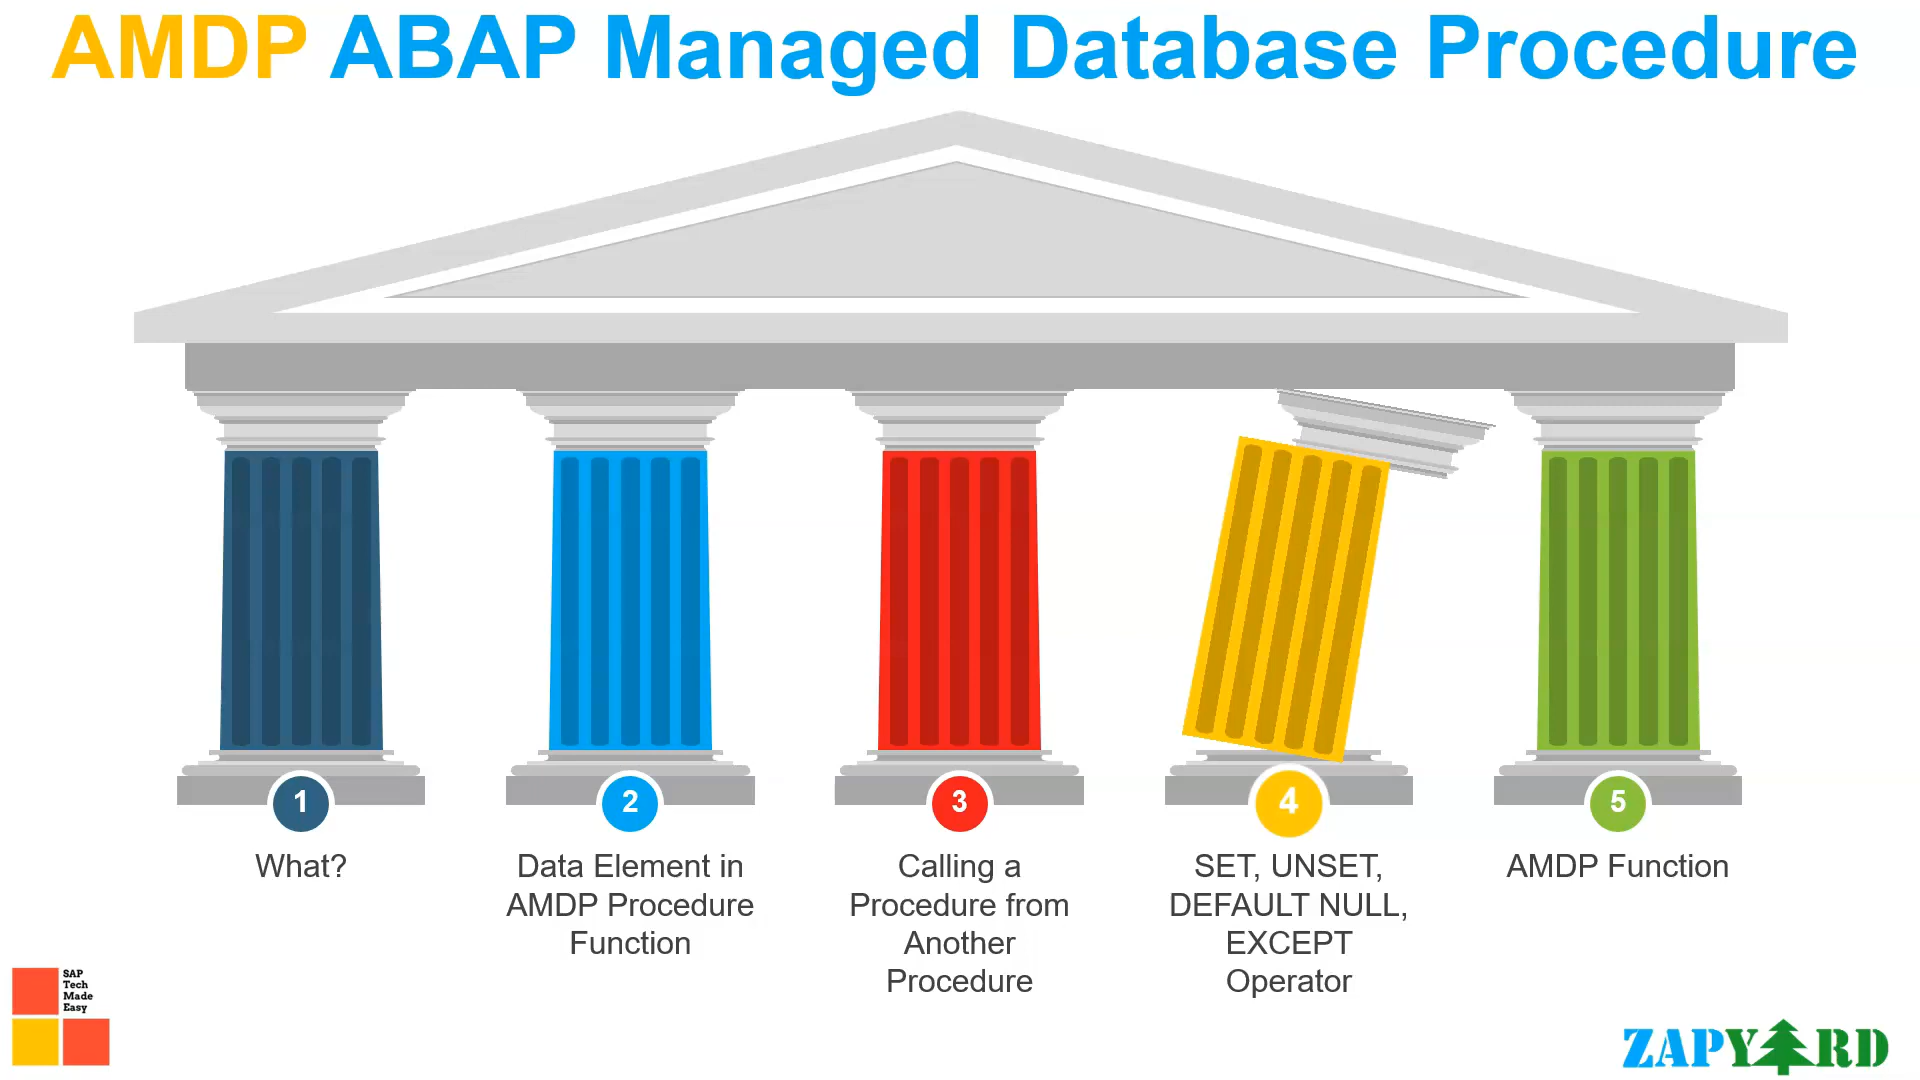 AMDP ABAP Managed Database Procedure
1
What?
2
Data Element in
AMDP Procedure
Function
3
Calling a
Procedure from
Another
Procedure
4
SET, UNSET,
DEFAULT NULL,
EXCEPT
Operator
5
AMDP Function
SAP
Tech
Made
Easy
ZAPYARD